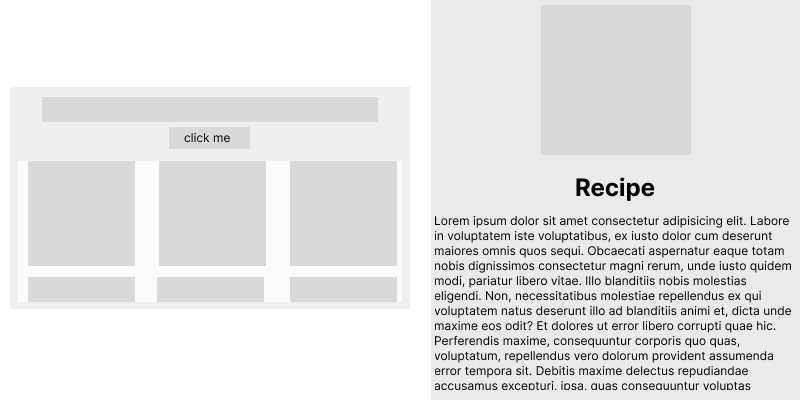 click me
Recipe
Lorem ipsum dolor sit amet consectetur adipisicing elit. Labore
in voluptatem iste voluptatibus, ex iusto dolor cum deserunt
maiores omnis quos sequi. Obcaecati aspernatur eaque totam
nobis dignissimos consectetur magni rerum, unde iusto quidem
modi, pariatur libero vitae. Illo blanditiis nobis molestias
eligendi. Non, necessitatibus molestiae repellendus ex qui
voluptatem natus deserunt illo ad blanditiis animi et, dicta unde
maxime eos odit? Et dolores ut error libero corrupti quae hic.
Perferendis maxime, consequuntur corporis quo quas,
voluptatum, repellendus vero dolorum provident assumenda
error tempora sit. Debitis maxime delectus repudiandae
accusamus excepturi, ipsa, quas consequuntur voluptas